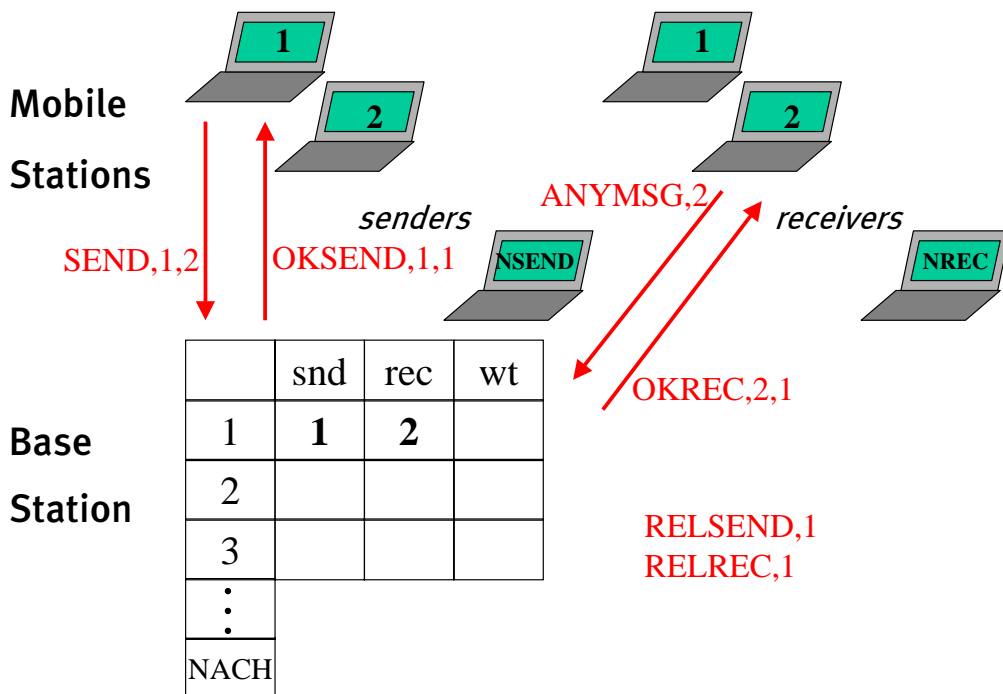 1
1
2
2
Mobile
Stations
senders
receivers
ANYMSG,2
SEND,1,2
OKSEND,1,1
NSEND
NREC
OKREC,2,1
snd rec wt
1 1 2
2
3
⋮
NACH
Base
Station
RELSEND,1
RELREC,1